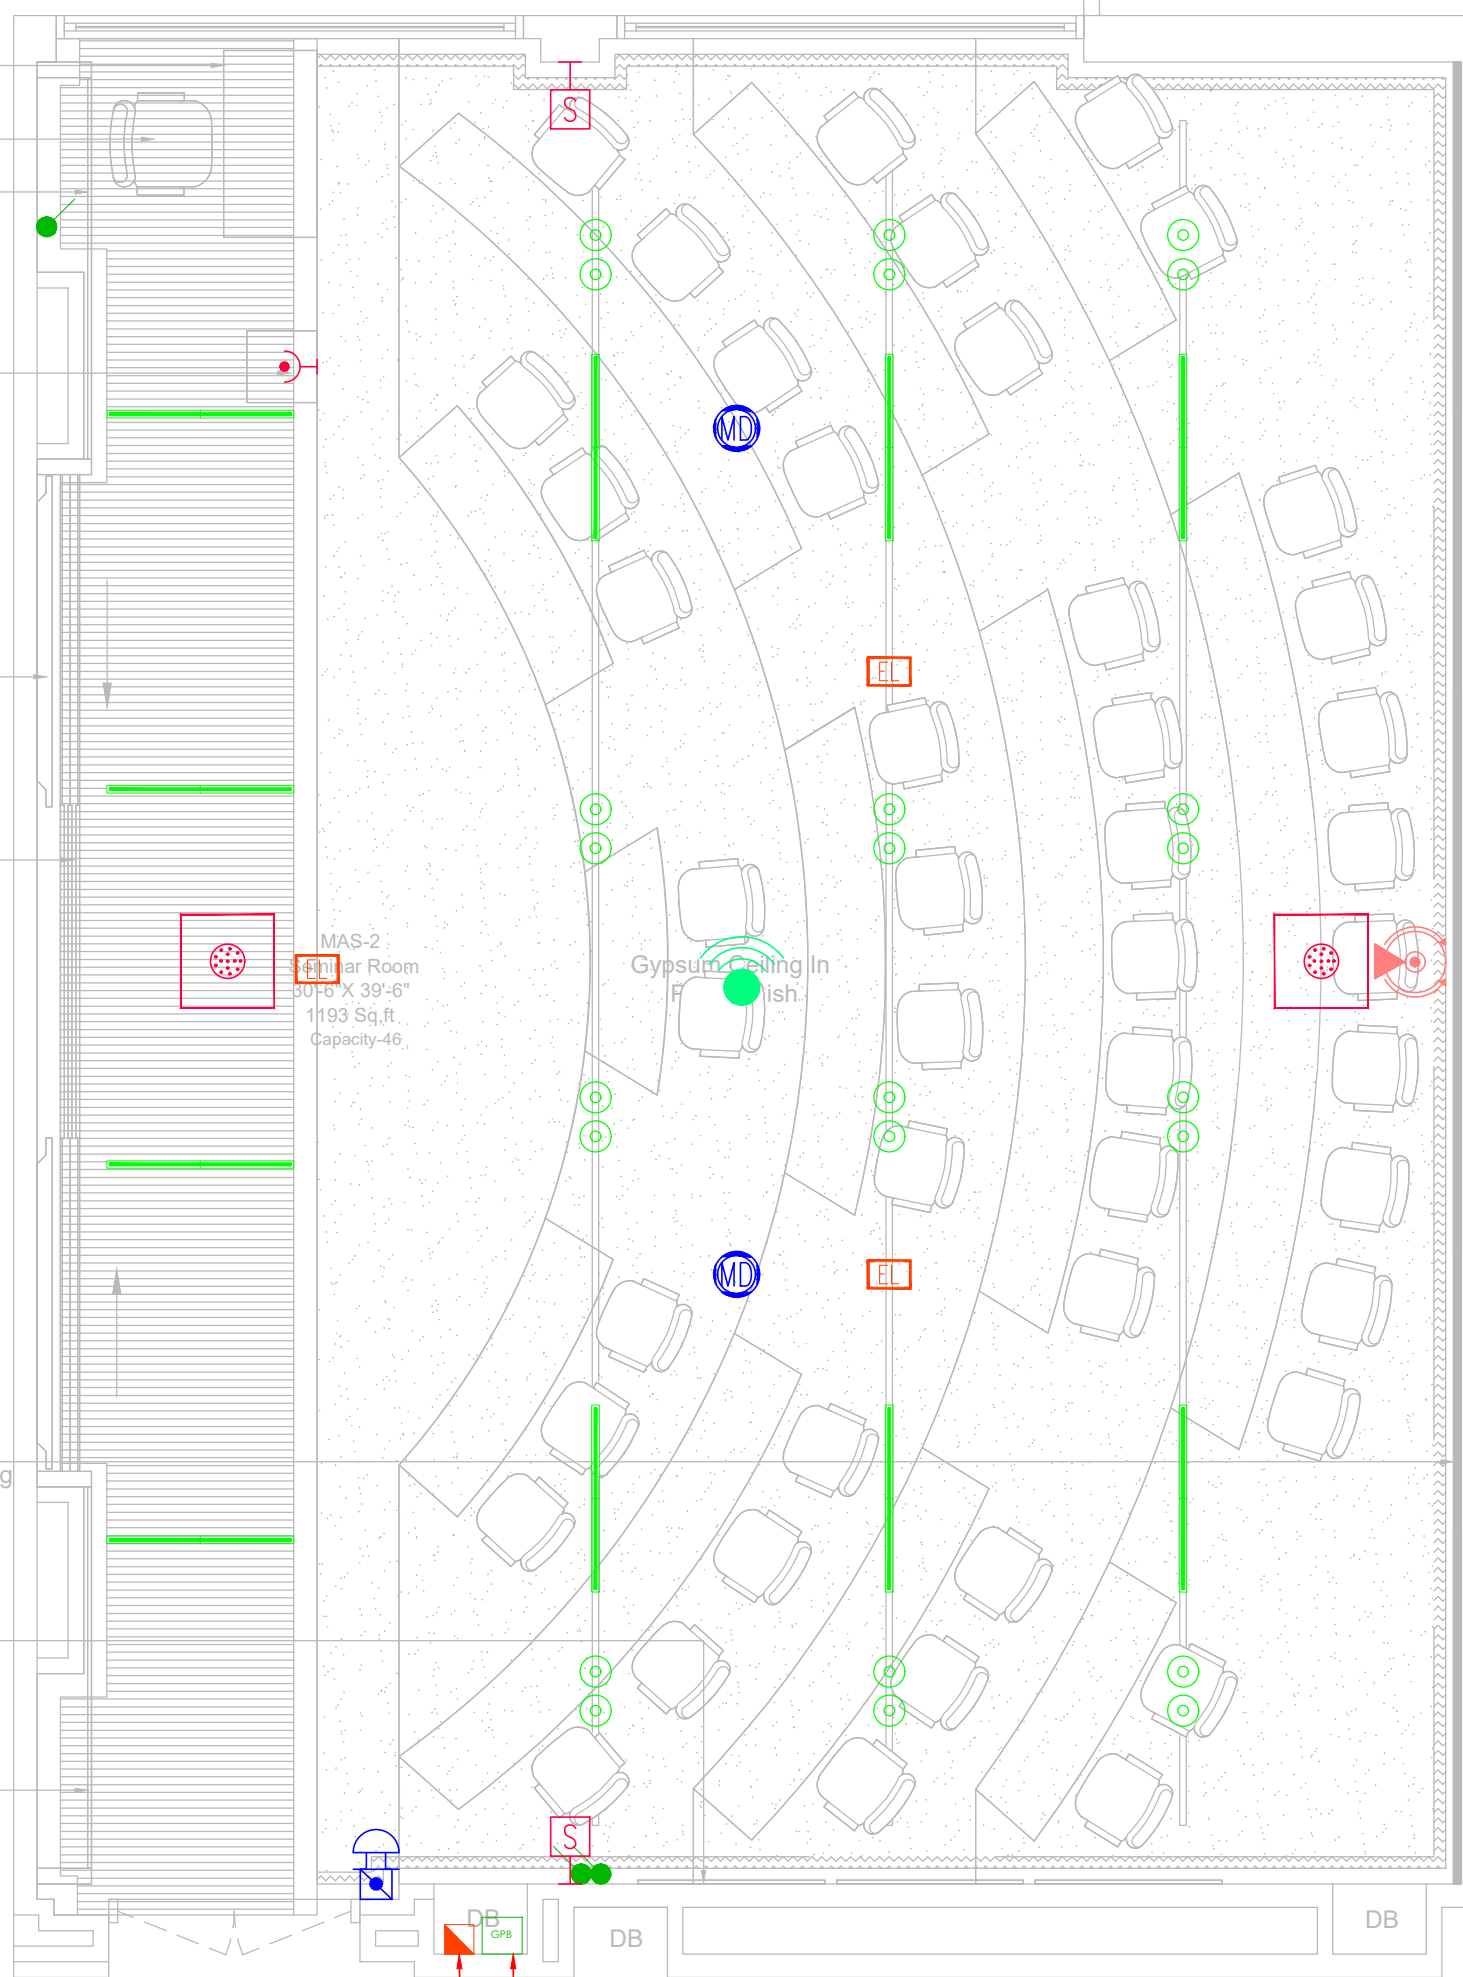 S
MD
EL
MAS-2
Seminar Room
30'-6" X 39'-6"
1193 Sq,ft
Capacity-46
EL
Gypsum Ceiling In
MD
EL
g
S
DB
GPB
DB
DB